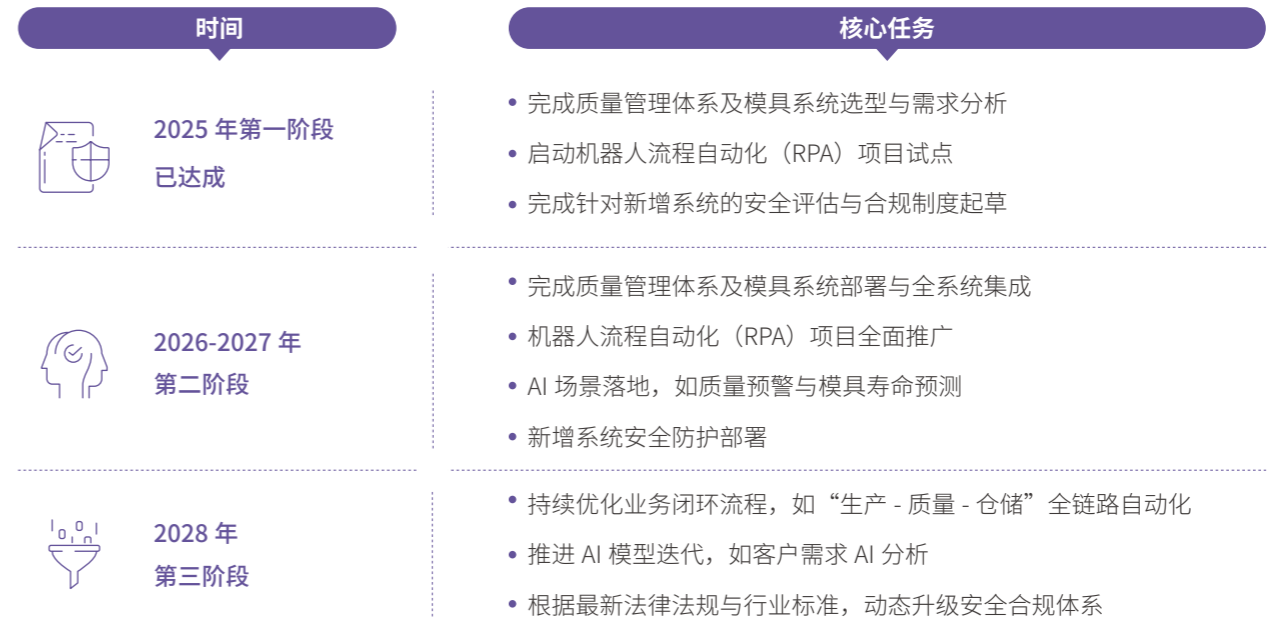 时间
核心任务
2025 年第一阶段
已达成
• 完成质量管理体系及模具系统选型与需求分析
• 启动机器人流程自动化（RPA）项目试点
• 完成针对新增系统的安全评估与合规制度起草
2026-2027 年
第二阶段
• 完成质量管理体系及模具系统部署与全系统集成
• 机器人流程自动化（RPA）项目全面推广
• AI 场景落地，如质量预警与模具寿命预测
• 新增系统安全防护部署
2028 年
第三阶段
• 持续优化业务闭环流程，如“生产 - 质量 - 仓储”全链路自动化
• 推进 AI 模型迭代，如客户需求 AI 分析
• 根据最新法律法规与行业标准，动态升级安全合规体系